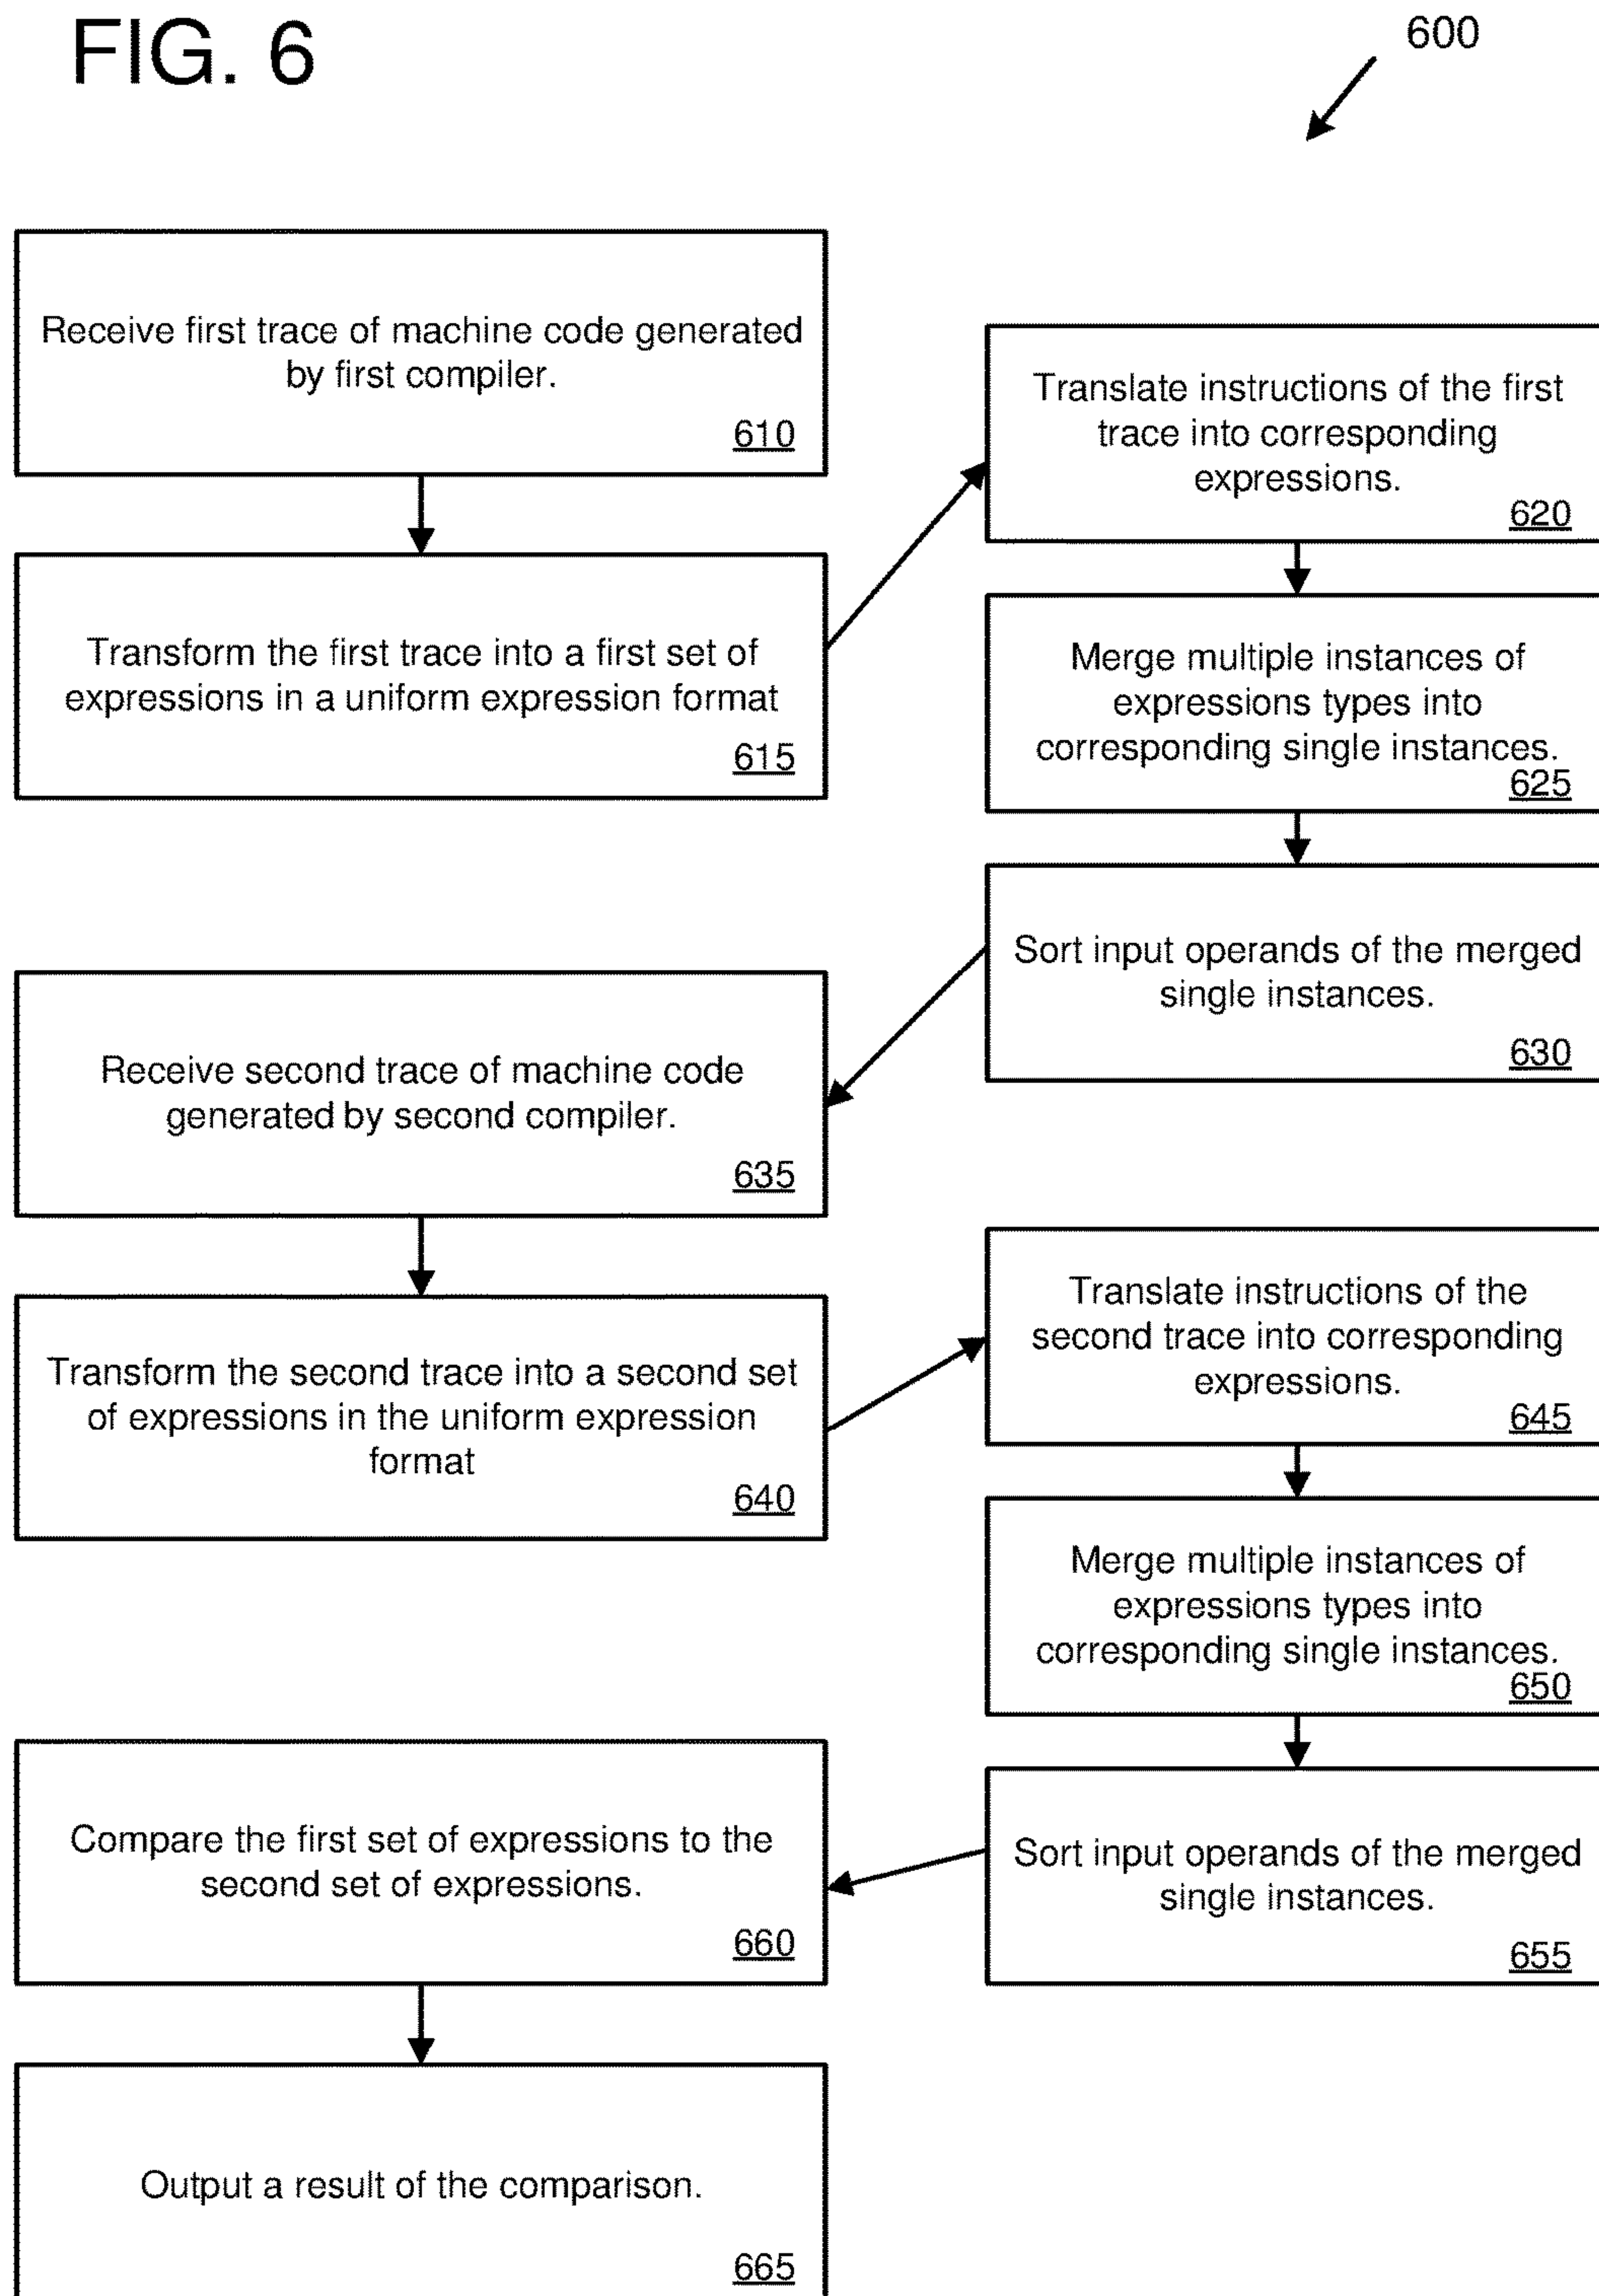 FIG. 6
600
Receive first trace of machine code generated
by first compiler.
610
Transform the first trace into a first set of
expressions in a uniform expression format
615
Translate instructions of the first
trace into corresponding
expressions.
620
Merge multiple instances of
expressions types into
corresponding single instances.
625
Sort input operands of the merged
single instances.
630
Receive second trace of machine code
generated by second compiler.
635
Transform the second trace into a second set
of expressions in the uniform expression
format
640
Translate instructions of the
second trace into corresponding
expressions.
645
Merge multiple instances of
expressions types into
corresponding single instances.
650
Sort input operands of the merged
single instances.
655
Compare the first set of expressions to the
second set of expressions.
660
Output a result of the comparison.
665